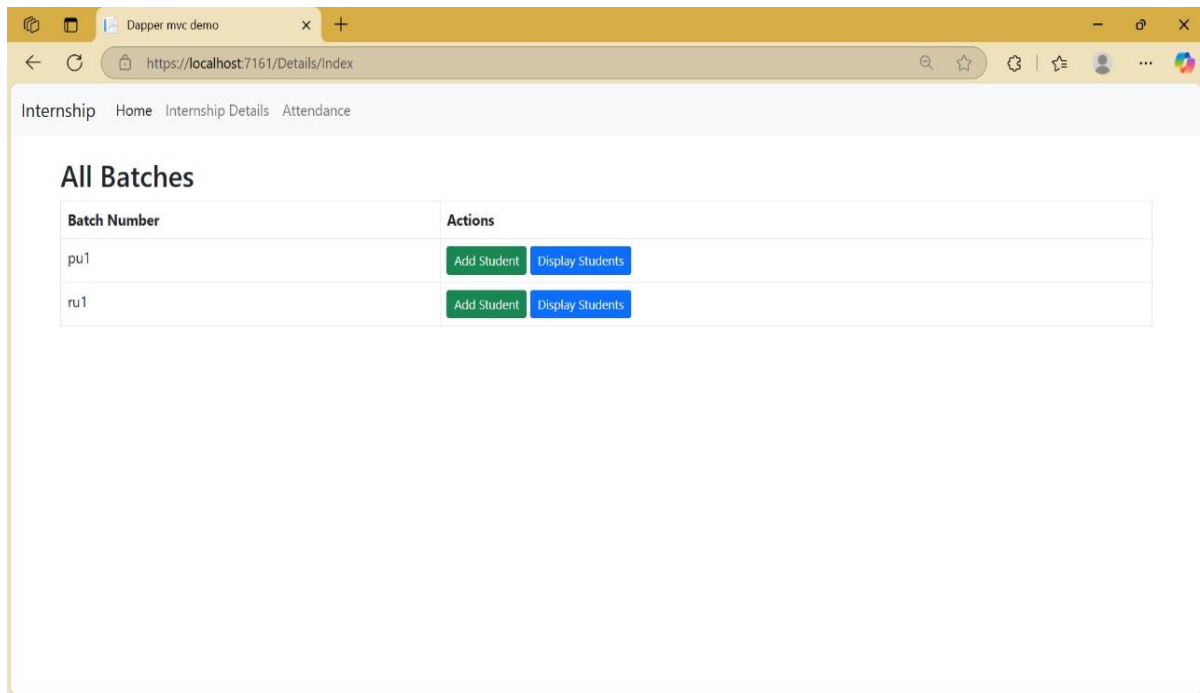 Dapper mvc demo
https://localhost:7161/Details/Index
Internship Home Internship Details Attendance
All Batches
Batch Number Actions
pu1 Add Student Display Students
ru1 Add Student Display Students